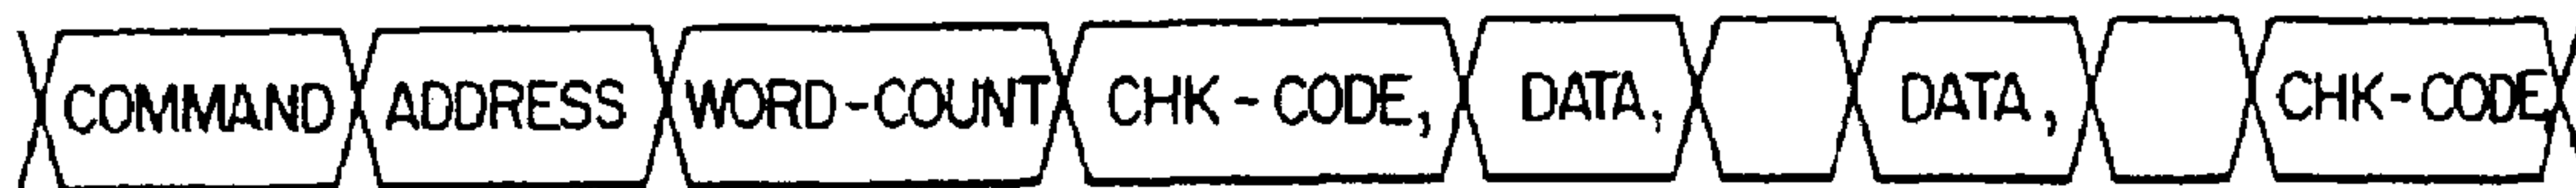 COMMAND ADDRESS WORD-COUNT CHK-CODE, DATA, DATA, CHK-CODE